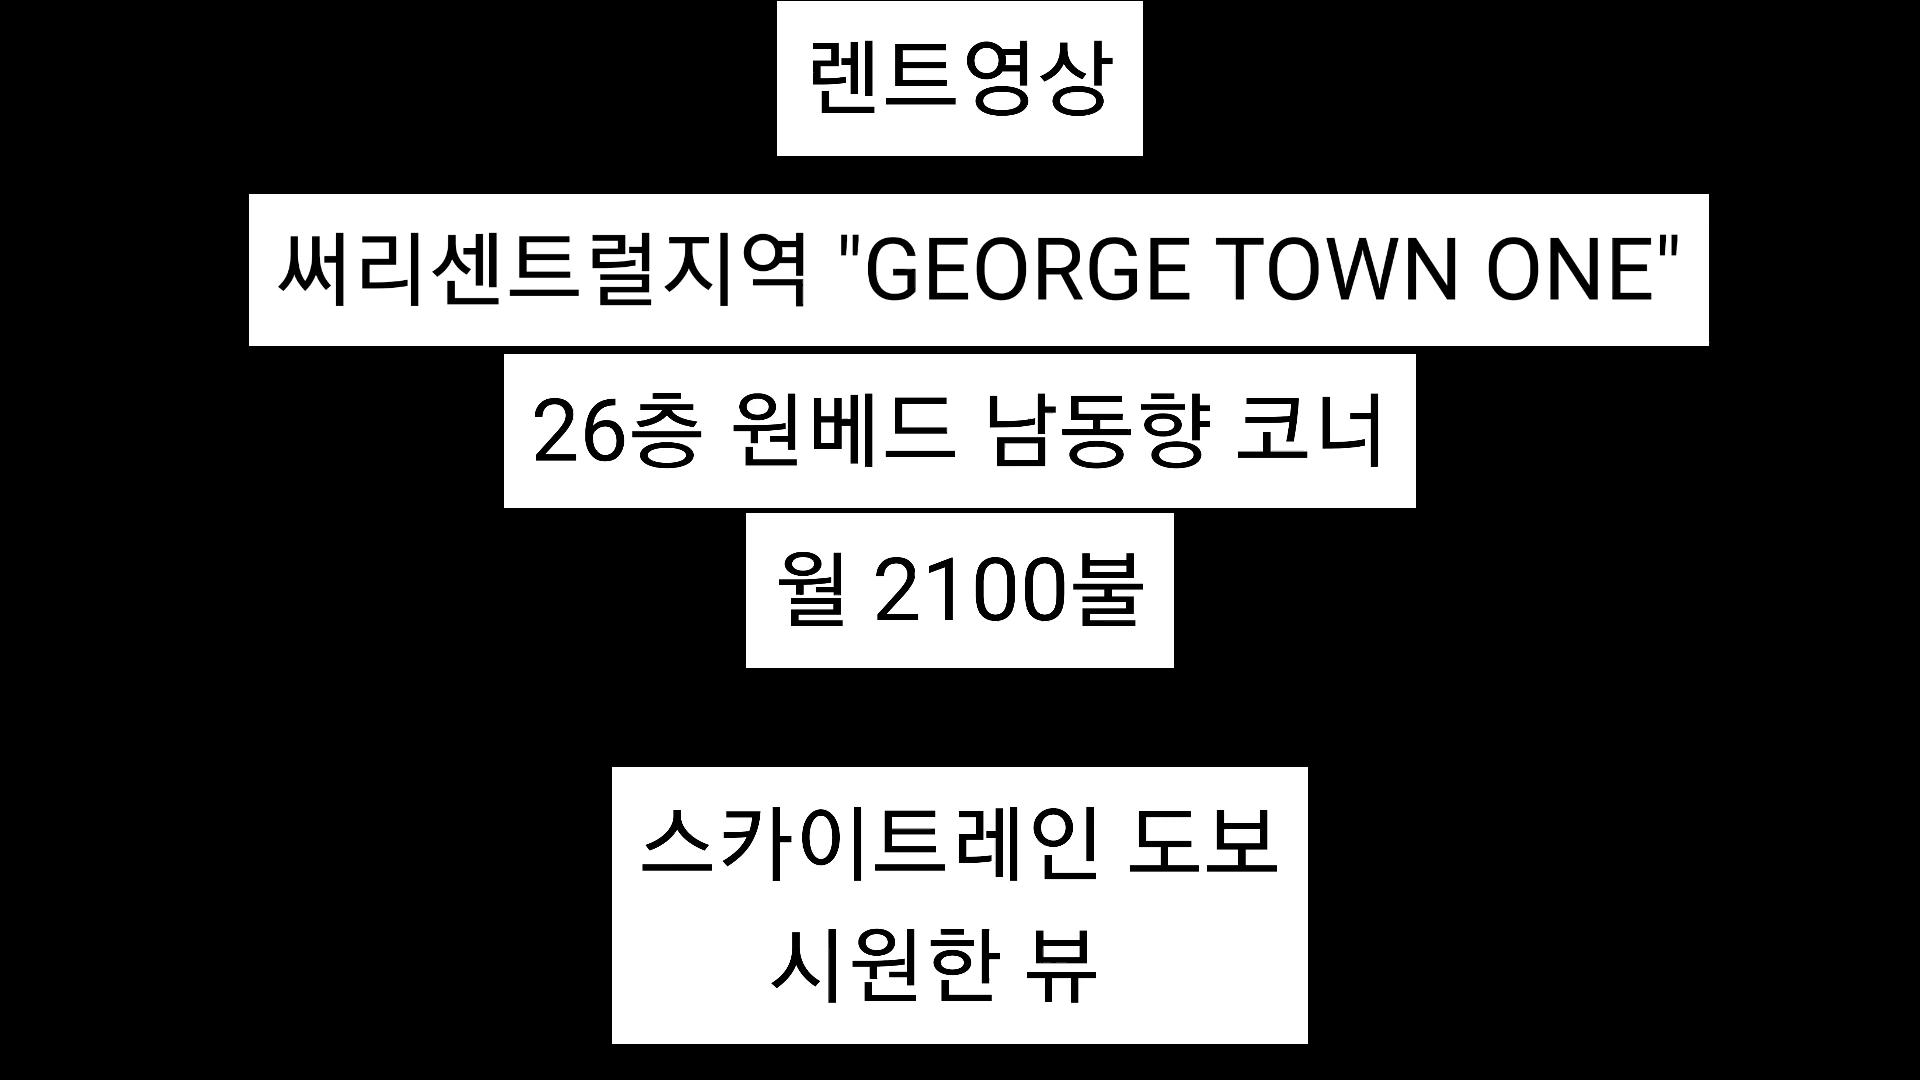 렌트영상
써리센트럴지역 "GEORGE TOWN ONE"
26층 원베드 남동향 코너
월 2100불
스카이트레인 도보
시원한 뷰